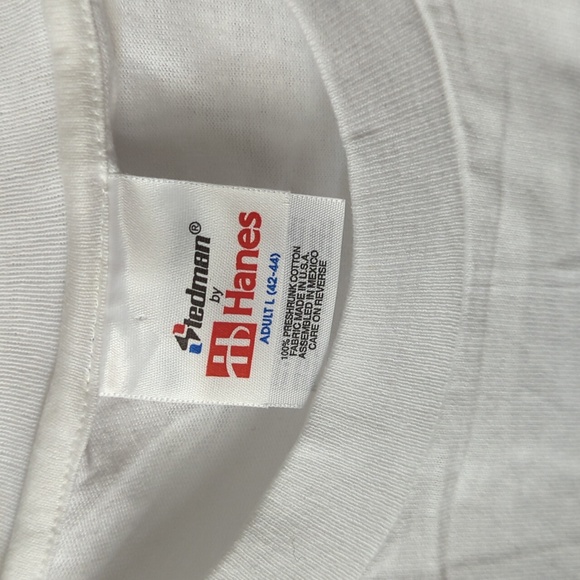 Stedman®
by
Hanes
ADULT L (42-44)
100% PRESHRUNK COTTON
FABRIC MADE IN U.S.A.
ASSEMBLED IN MEXICO
CARE ON REVERSE